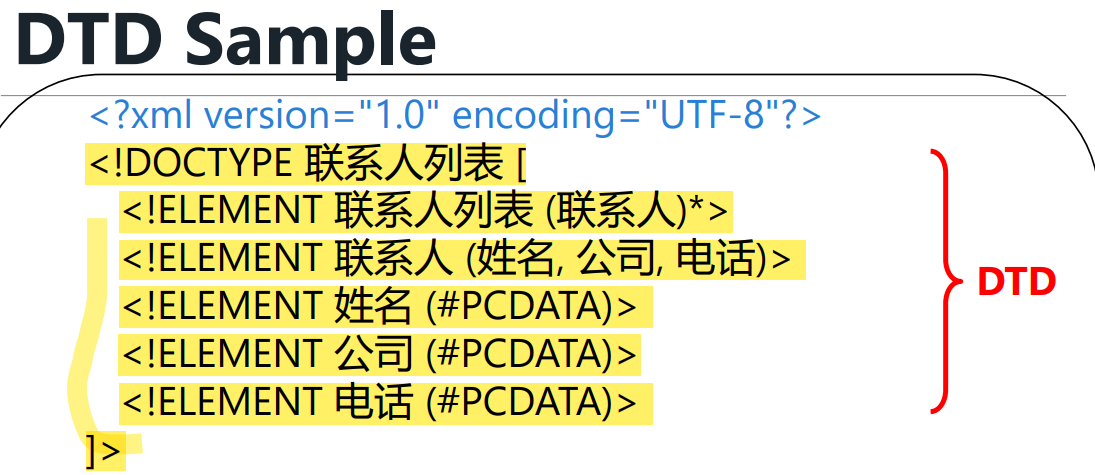 DTD Sample
<?xml version="1.0" encoding="UTF-8"?>
<!DOCTYPE 联系人列表 [
<!ELEMENT 联系人列表 (联系人)*>
<!ELEMENT 联系人 (姓名, 公司, 电话)>
<!ELEMENT 姓名 (#PCDATA)>
<!ELEMENT 公司 (#PCDATA)>
<!ELEMENT 电话 (#PCDATA)>
]>
DTD